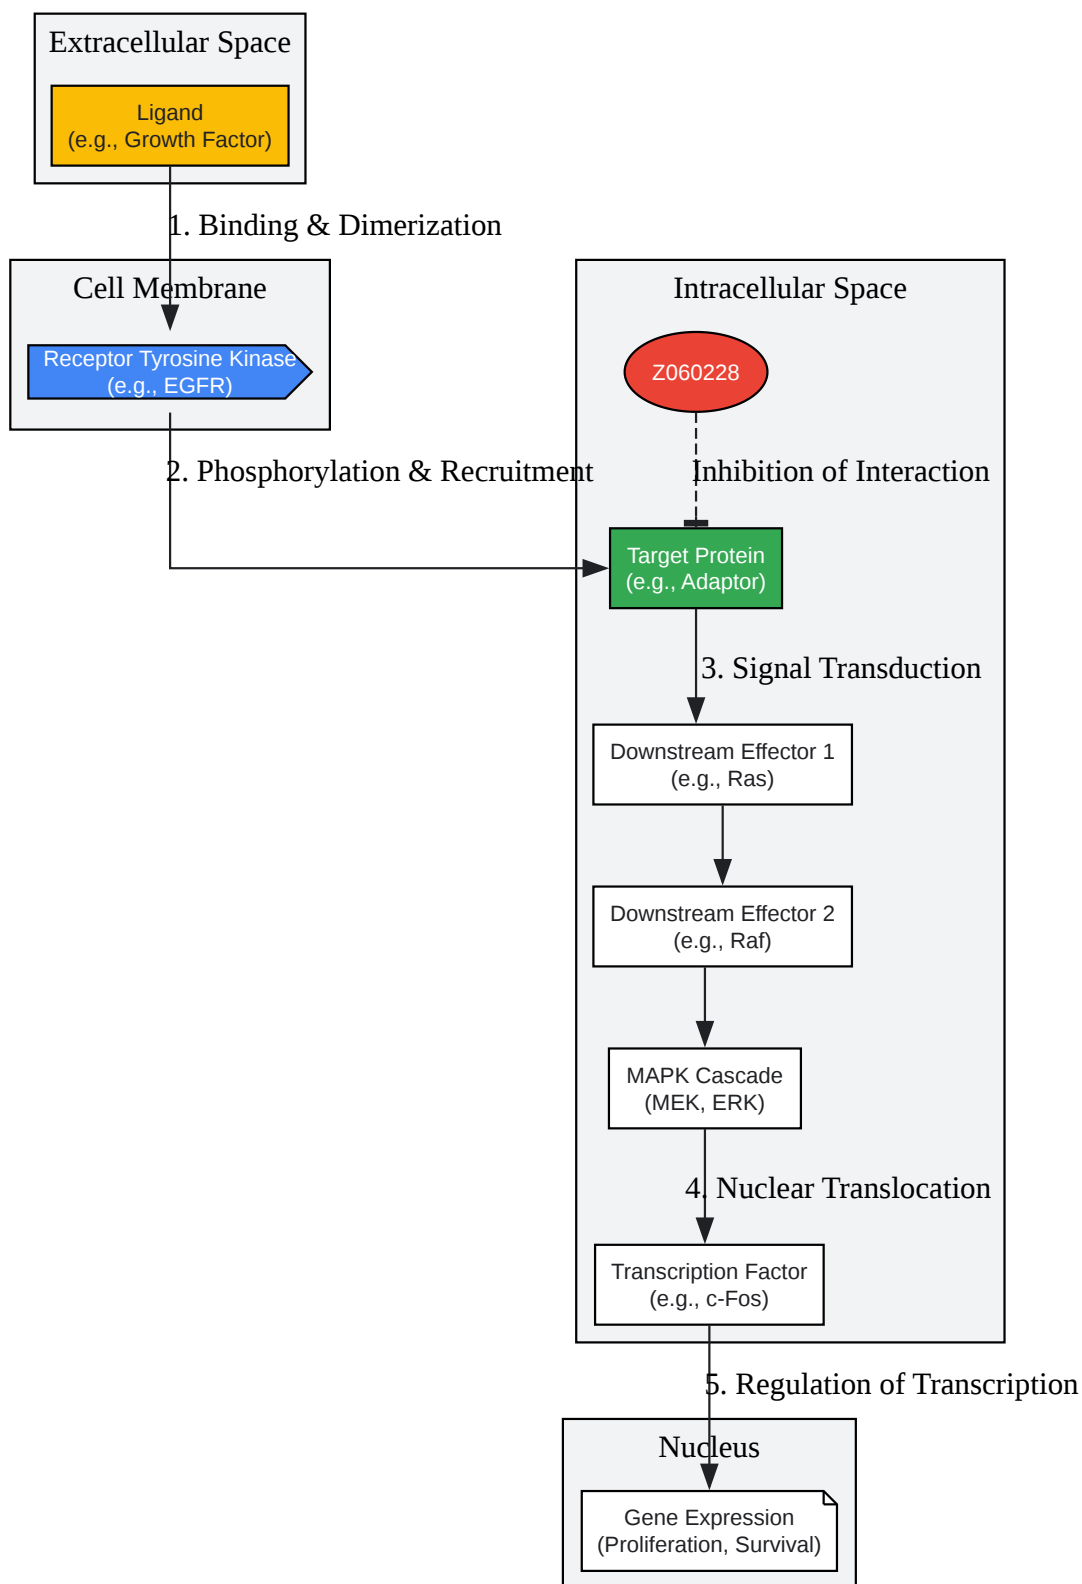 Extracellular Space
Ligand
(e.g., Growth Factor)
1. Binding & Dimerization
Cell Membrane
Receptor Tyrosine Kinase
(e.g., EGFR)
2. Phosphorylation & Recruitment
Intracellular Space
Z060228
Inhibition of Interaction
Target Protein
(e.g., Adaptor)
3. Signal Transduction
Downstream Effector 1
(e.g., Ras)
Downstream Effector 2
(e.g., Raf)
MAPK Cascade
(MEK, ERK)
4. Nuclear Translocation
Transcription Factor
(e.g., c-Fos)
5. Regulation of Transcription
Nucleus
Gene Expression
(Proliferation, Survival)